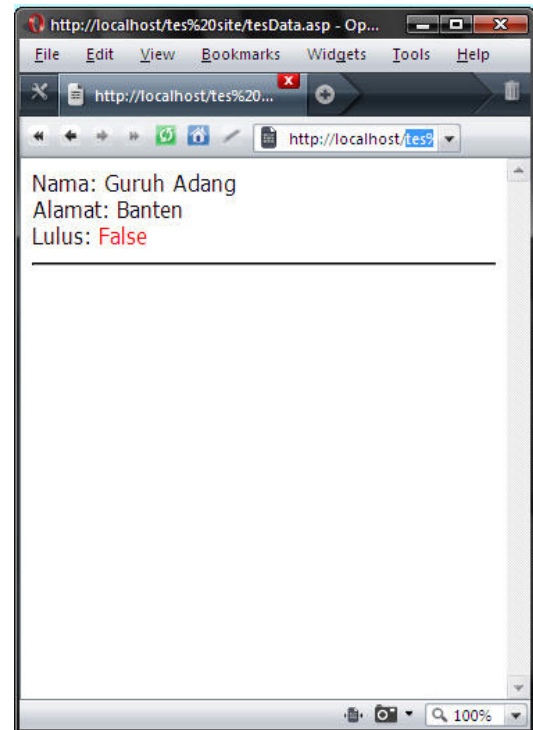 http://localhost/tes%20site/tesData.asp - Op...
File Edit View Bookmarks Widgets Tools Help
http://localhost/tes%20...
http://localhost/tes%
Nama: Guruh Adang
Alamat: Banten
Lulus: False
100%